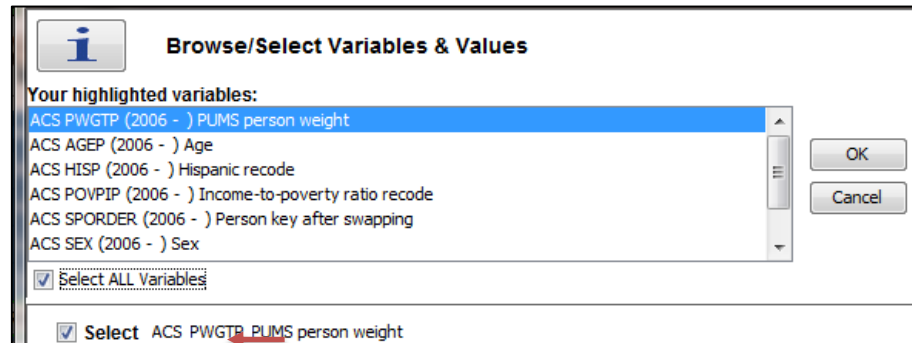 Browse/Select Variables & Values
Your highlighted variables:
ACS PWGTP (2006 - ) PUMS person weight
ACS AGEP (2006 - ) Age
ACS HISP (2006 - ) Hispanic recode
ACS POVPIP (2006 - ) Income-to-poverty ratio recode
ACS SPORDER (2006 - ) Person key after swapping
ACS SEX (2006 - ) Sex
OK
Cancel
Select ALL Variables
Select ACS PWGTP PUMS person weight